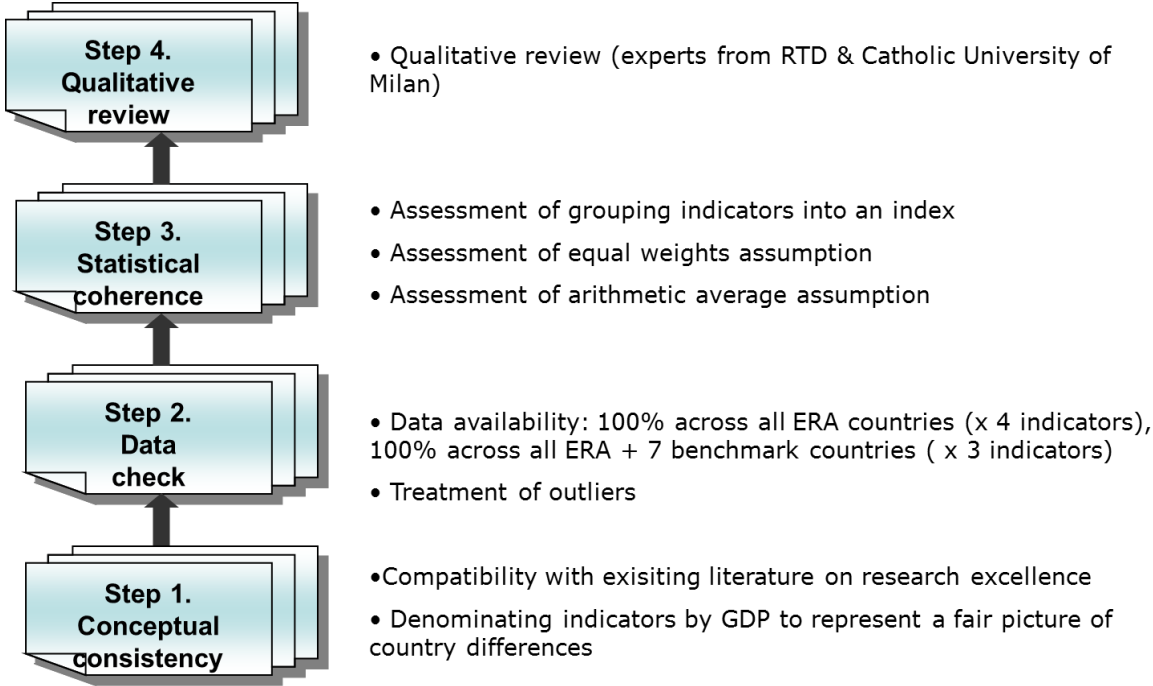 Step 4.
Qualitative
review
• Qualitative review (experts from RTD & Catholic University of
Milan)
Step 3.
Statistical
coherence
• Assessment of grouping indicators into an index
• Assessment of equal weights assumption
• Assessment of arithmetic average assumption
Step 2.
Data
check
• Data availability: 100% across all ERA countries (x 4 indicators),
100% across all ERA + 7 benchmark countries ( x 3 indicators)
• Treatment of outliers
Step 1.
Conceptual
consistency
•Compatibility with exisiting literature on research excellence
• Denominating indicators by GDP to represent a fair picture of
country differences